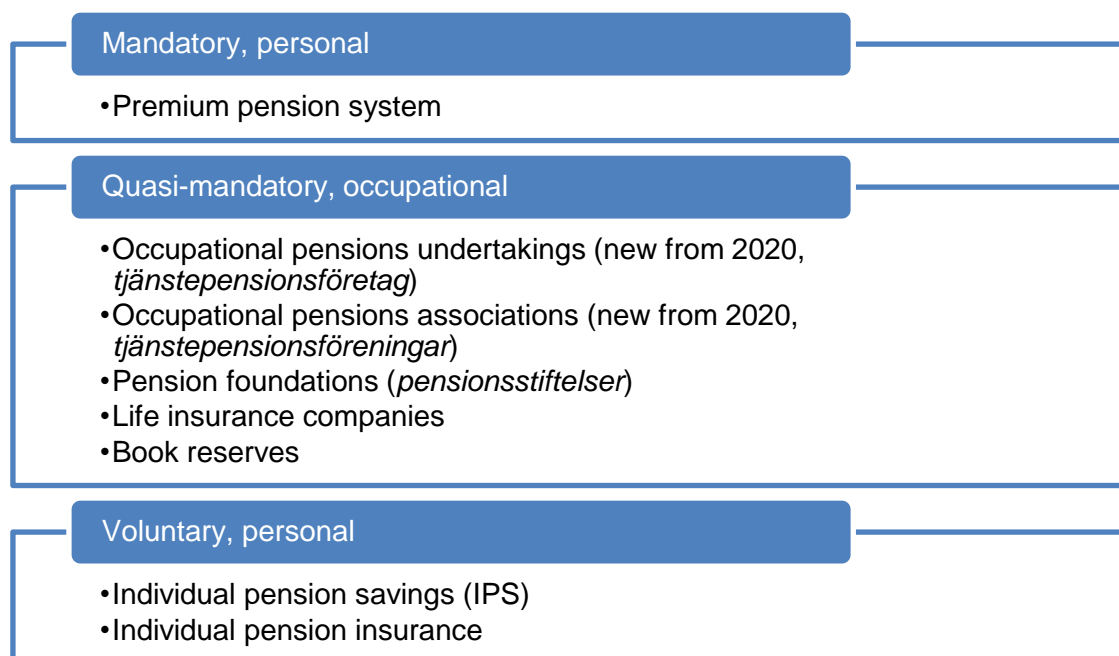 Mandatory, personal
•Premium pension system
Quasi-mandatory, occupational
•Occupational pensions undertakings (new from 2020,
tjänstepensionsföretag)
•Occupational pensions associations (new from 2020,
tjänstepensionsföreningar)
•Pension foundations (pensionsstiftelser)
•Life insurance companies
•Book reserves
Voluntary, personal
•Individual pension savings (IPS)
•Individual pension insurance